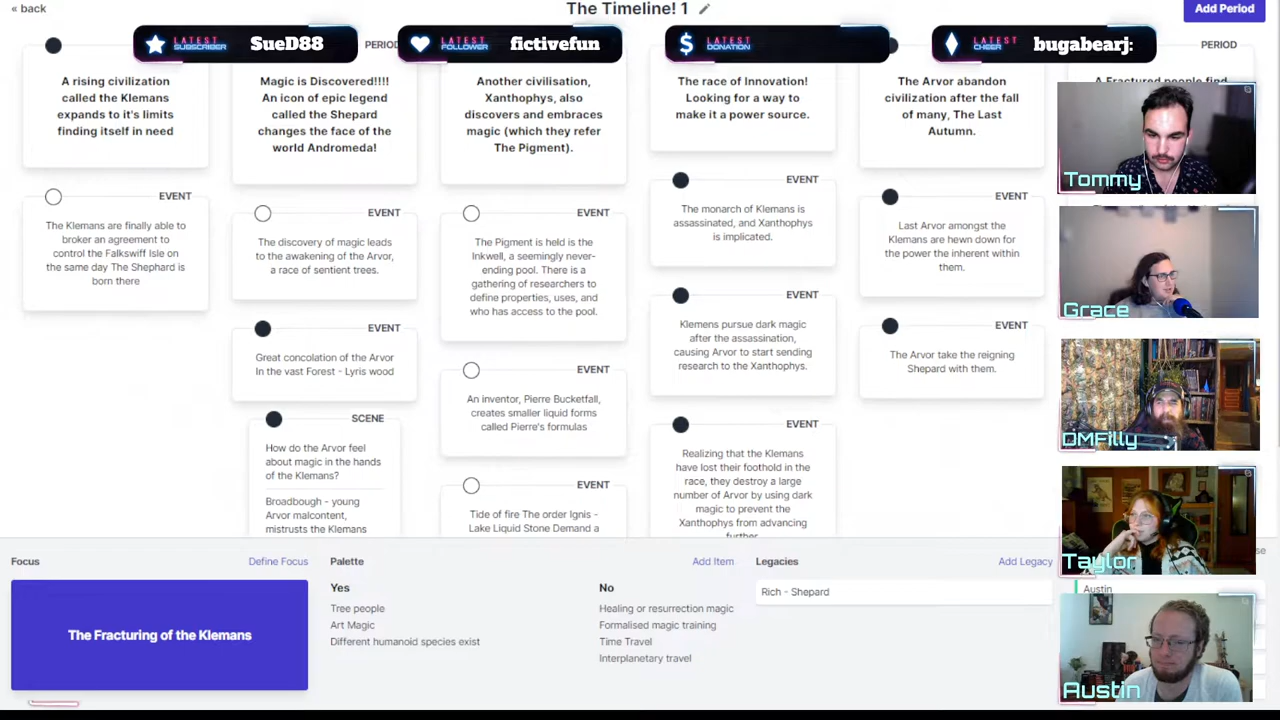 « back
The Timeline! 1
Add Period
LATEST
SUBSCRIBER
SueD88
PERIOD
LATEST
FOLLOWER
fictivefun
LATEST
DONATION
LATEST
CHEER
bugabearj:
PERIOD
A rising civilization
called the Klemans
expands to it's limits
finding itself in need
EVENT
The Klemans are finally able to
broker an agreement to
control the Falkswiff Isle on
the same day The Shephard is
born there
Magic is Discovered!!!!
An icon of epic legend
called the Shepard
changes the face of the
world Andromeda!
EVENT
The discovery of magic leads
to the awakening of the Arvor,
a race of sentient trees.
EVENT
Great concolation of the Arvor
In the vast Forest - Lyris wood
SCENE
How do the Arvor feel
about magic in the hands
of the Klemans?
Broadbough - young
Arvor malcontent,
mistrusts the Klemans
Another civilisation,
Xanthophys, also
discovers and embraces
magic (which they refer
The Pigment).
EVENT
The Pigment is held is the
Inkwell, a seemingly never-
ending pool. There is a
gathering of researchers to
define properties, uses, and
who has access to the pool.
EVENT
An inventor, Pierre Bucketfall,
creates smaller liquid forms
called Pierre's formulas
EVENT
Tide of fire The order Ignis -
Lake Liquid Stone Demand a
The race of Innovation!
Looking for a way to
make it a power source.
EVENT
The monarch of Klemans is
assassinated, and Xanthophys
is implicated.
EVENT
Klemens pursue dark magic
after the assassination,
causing Arvor to start sending
research to the Xanthophys.
EVENT
Realizing that the Klemans
have lost their foothold in the
race, they destroy a large
number of Arvor by using dark
magic to prevent the
Xanthophys from advancing
further
The Arvor abandon
civilization after the fall
of many, The Last
Autumn.
EVENT
Last Arvor amongst the
Klemans are hewn down for
the power the inherent within
them.
EVENT
The Arvor take the reigning
Shepard with them.
A Fractured people find
Tommy
Grace
DMFilly
Taylor
Austin
Austin
Focus
Define Focus
The Fracturing of the Klemans
Palette
Add Item
Yes
Tree people
Art Magic
Different humanoid species exist
No
Healing or resurrection magic
Formalised magic training
Time Travel
Interplanetary travel
Legacies
Add Legacy
Rich - Shepard